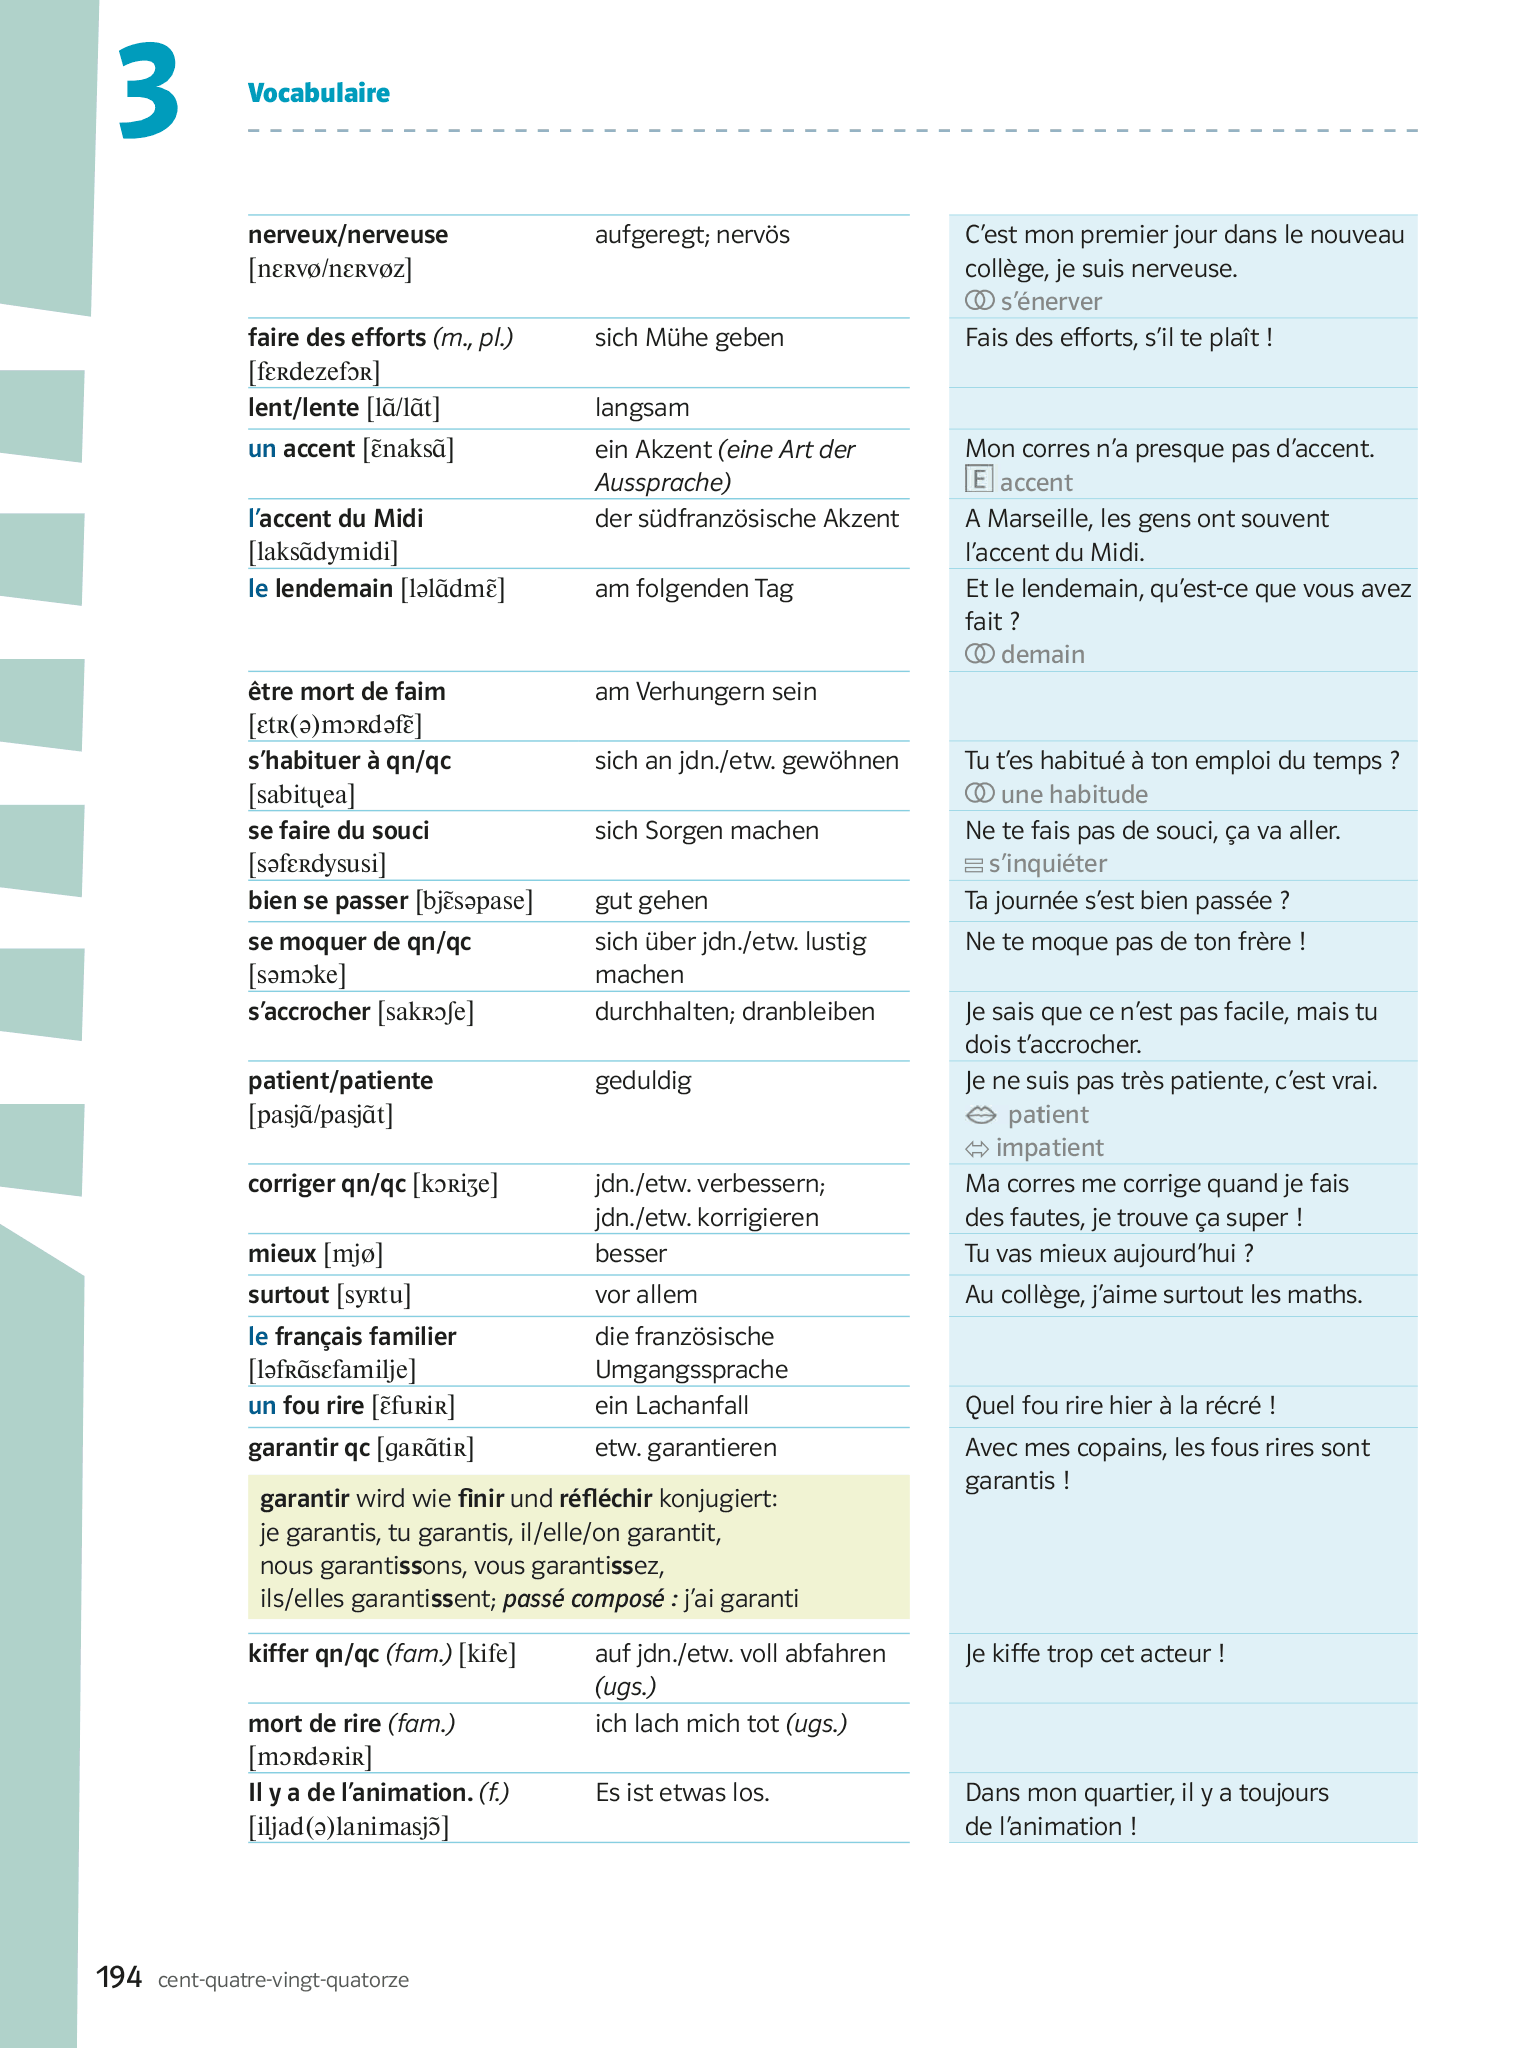 3
Vocabulaire
nerveux/nerveuse aufgeregt; nervös C’est mon premier jour dans le nouveau
[nɛʀvø/nɛʀvøz] collège, je suis nerveuse.
s’énerver
faire des efforts (m., pl.) sich Mühe geben Fais des efforts, s’il te plaît !
[fɛʀdezefɔʀ]
lent/lente [lɑ̃/lɑ̃t] langsam
un accent [ɛ̃naksɑ̃] ein Akzent (eine Art der Mon corres n’a presque pas d’accent.
Aussprache) E accent
l’accent du Midi der südfranzösische Akzent A Marseille, les gens ont souvent
[laksɑ̃dymidi] l’accent du Midi.
le lendemain [ləlɑ̃dmɛ̃] am folgenden Tag Et le lendemain, qu’est-ce que vous avez
fait ?
demain
être mort de faim am Verhungern sein
[ɛtʀ(ə)mɔʀdəfɛ̃]
s’habituer à qn/qc sich an jdn./etw. gewöhnen Tu t’es habitué à ton emploi du temps ?
[sabitɥea] une habitude
se faire du souci sich Sorgen machen Ne te fais pas de souci, ça va aller.
[səfɛʀdysusi] = s’inquiéter
bien se passer [bjɛ̃səpase] gut gehen Ta journée s’est bien passée ?
se moquer de qn/qc sich über jdn./etw. lustig Ne te moque pas de ton frère !
[səmɔke] machen
s’accrocher [sakʀɔʃe] durchhalten; dranbleiben Je sais que ce n’est pas facile, mais tu
dois t’accrocher.
patient/patiente geduldig Je ne suis pas très patiente, c’est vrai.
[pasjɑ̃/pasjɑ̃t] patient
⇔ impatient
corriger qn/qc [kɔʀiʒe] jdn./etw. verbessern; Ma corres me corrige quand je fais
jdn./etw. korrigieren des fautes, je trouve ça super !
mieux [mjø] besser Tu vas mieux aujourd’hui ?
surtout [syʀtu] vor allem Au collège, j’aime surtout les maths.
le français familier die französische
[ləfʀɑ̃sɛfamilje] Umgangssprache
un fou rire [ɛ̃fuʀiʀ] ein Lachanfall Quel fou rire hier à la récré !
garantir qc [gaʀɑ̃tiʀ] etw. garantieren Avec mes copains, les fous rires sont
garantis !
garantir wird wie finir und réfléchir konjugiert:
je garantis, tu garantis, il/elle/on garantit,
nous garantissons, vous garantissez,
ils/elles garantissent; passé composé : j’ai garanti
kiffer qn/qc (fam.) [kife] auf jdn./etw. voll abfahren Je kiffe trop cet acteur !
(ugs.)
mort de rire (fam.) ich lach mich tot (ugs.)
[mɔʀdəʀiʀ]
Il y a de l’animation. (f.) Es ist etwas los. Dans mon quartier, il y a toujours
[iljad(ə)lanimasjɔ̃] de l’animation !
194 cent-quatre-vingt-quatorze